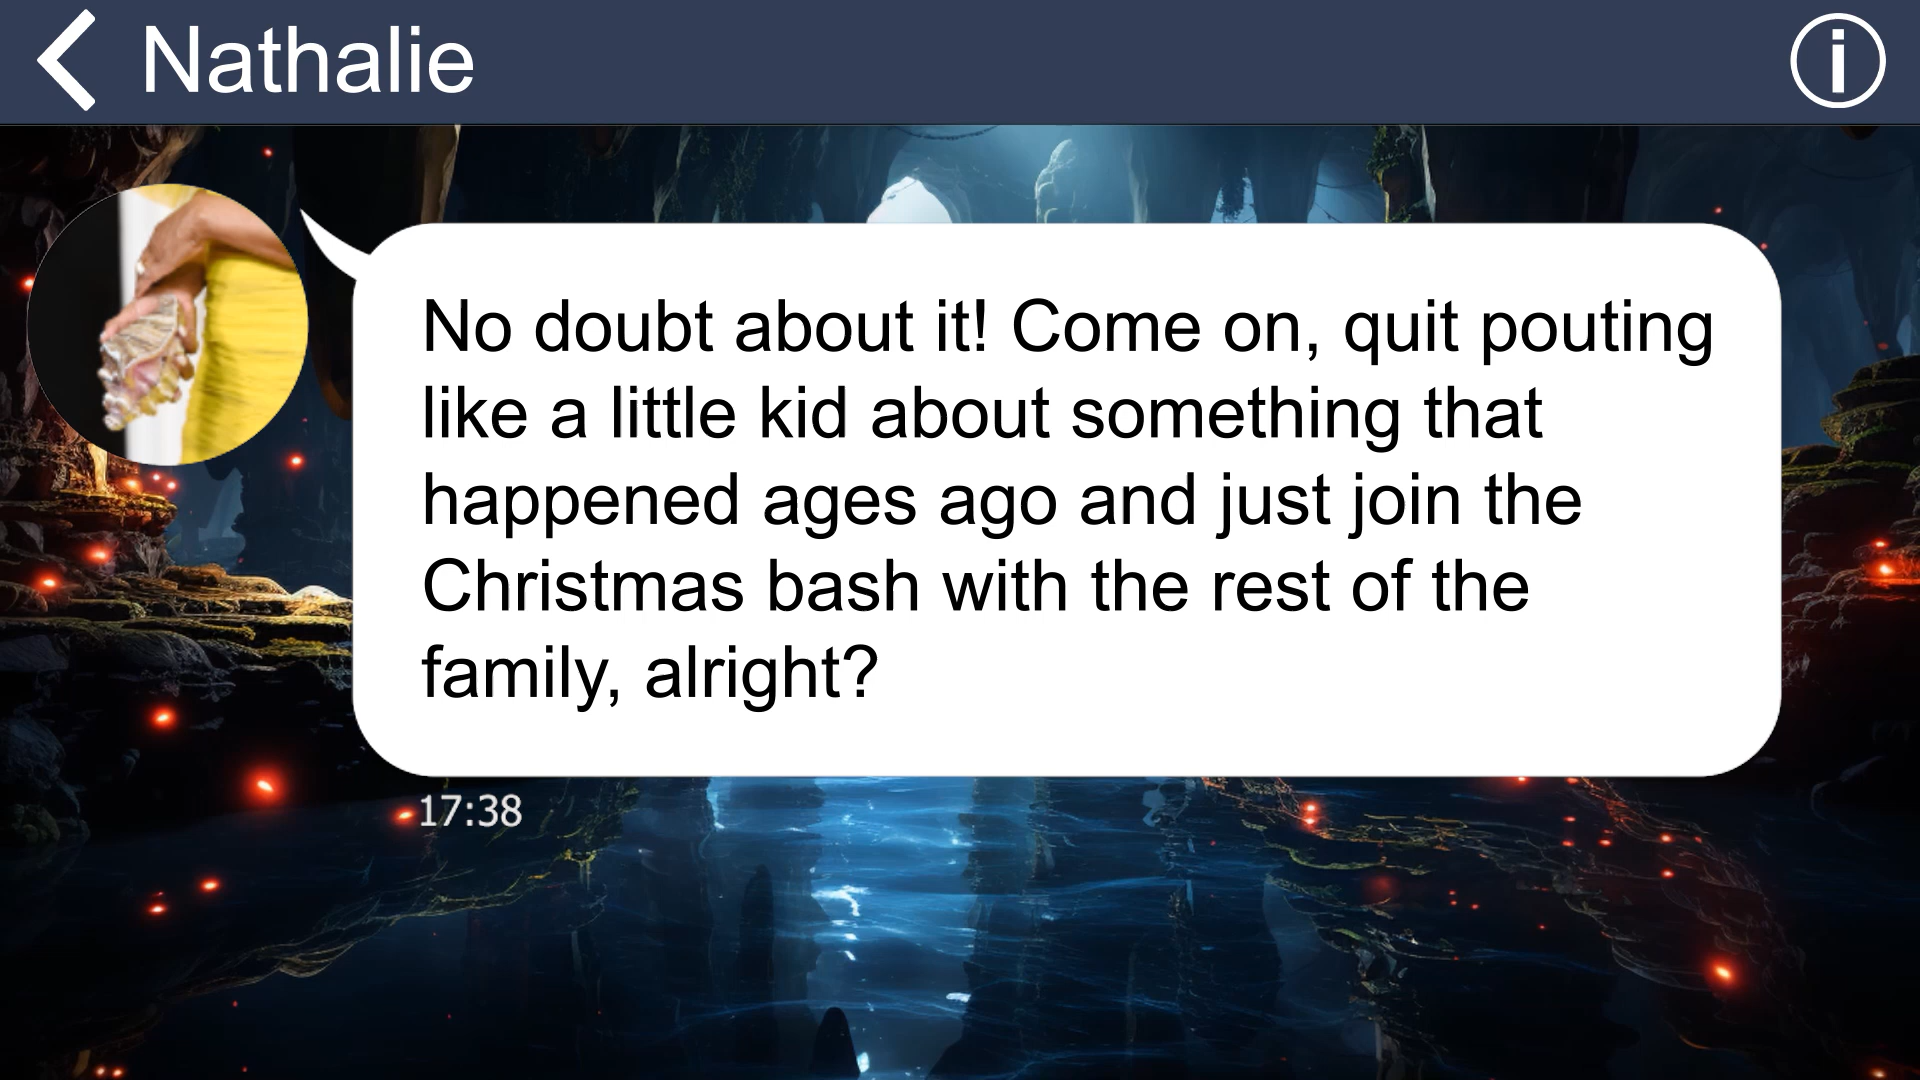 Nathalie
No doubt about it! Come on, quit pouting
like a little kid about something that
happened ages ago and just join the
Christmas bash with the rest of the
family, alright?
17:38